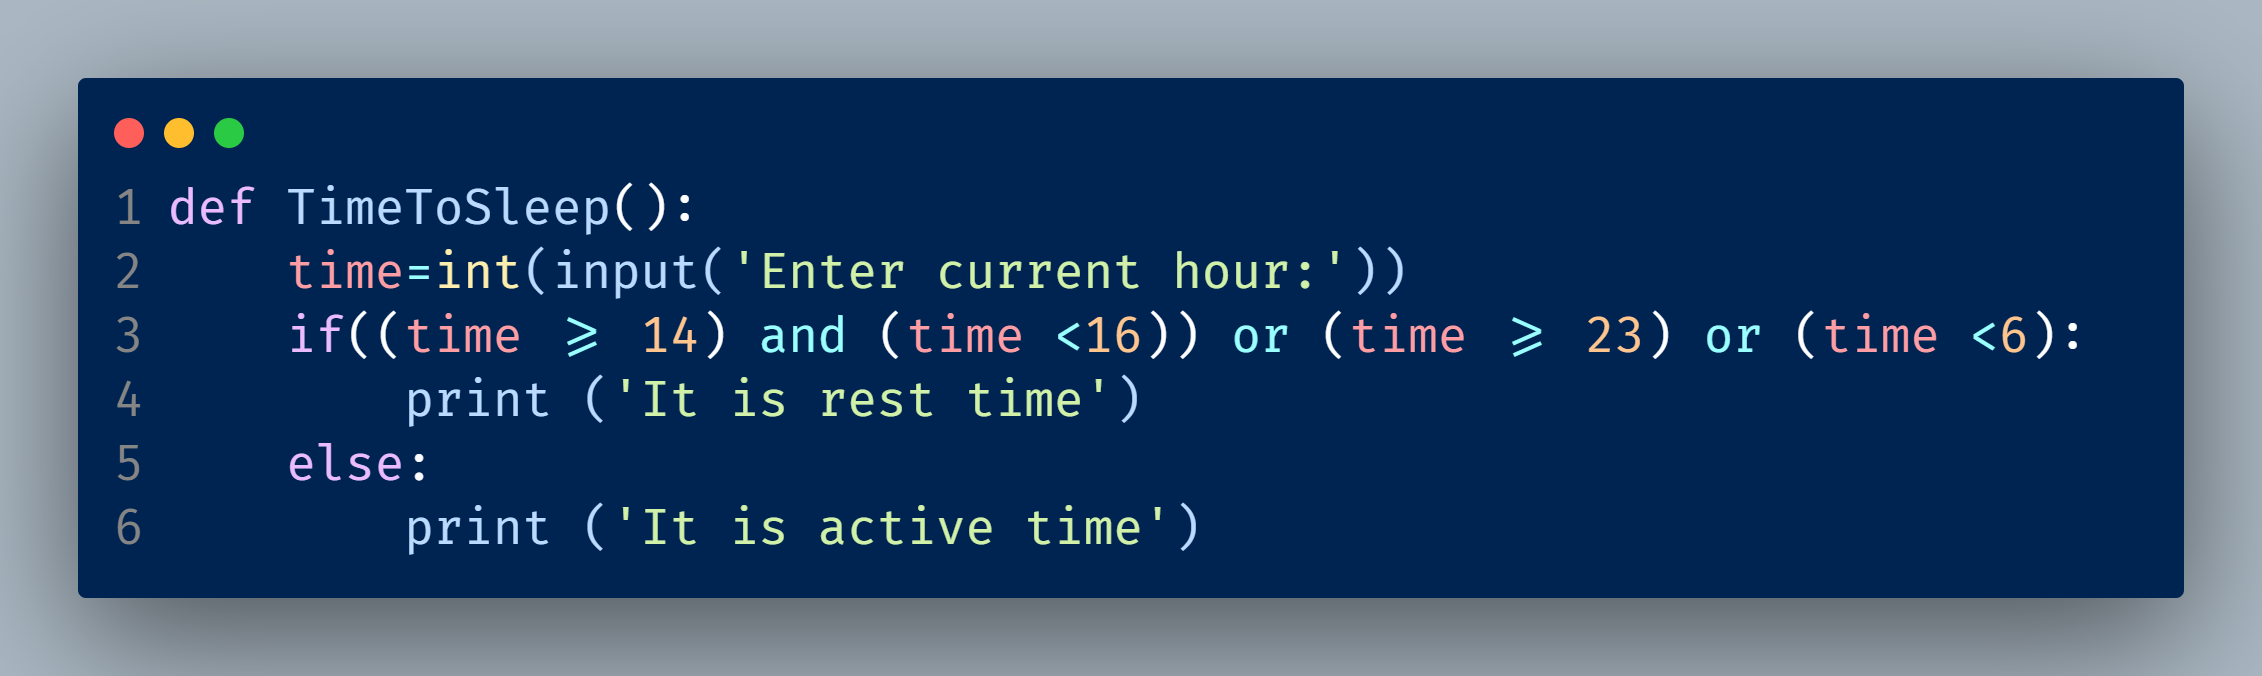 1 def TimeToSleep():
2     time=int(input('Enter current hour:'))
3     if((time >= 14) and (time <16)) or (time >= 23) or (time <6):
4         print ('It is rest time')
5     else:
6         print ('It is active time')